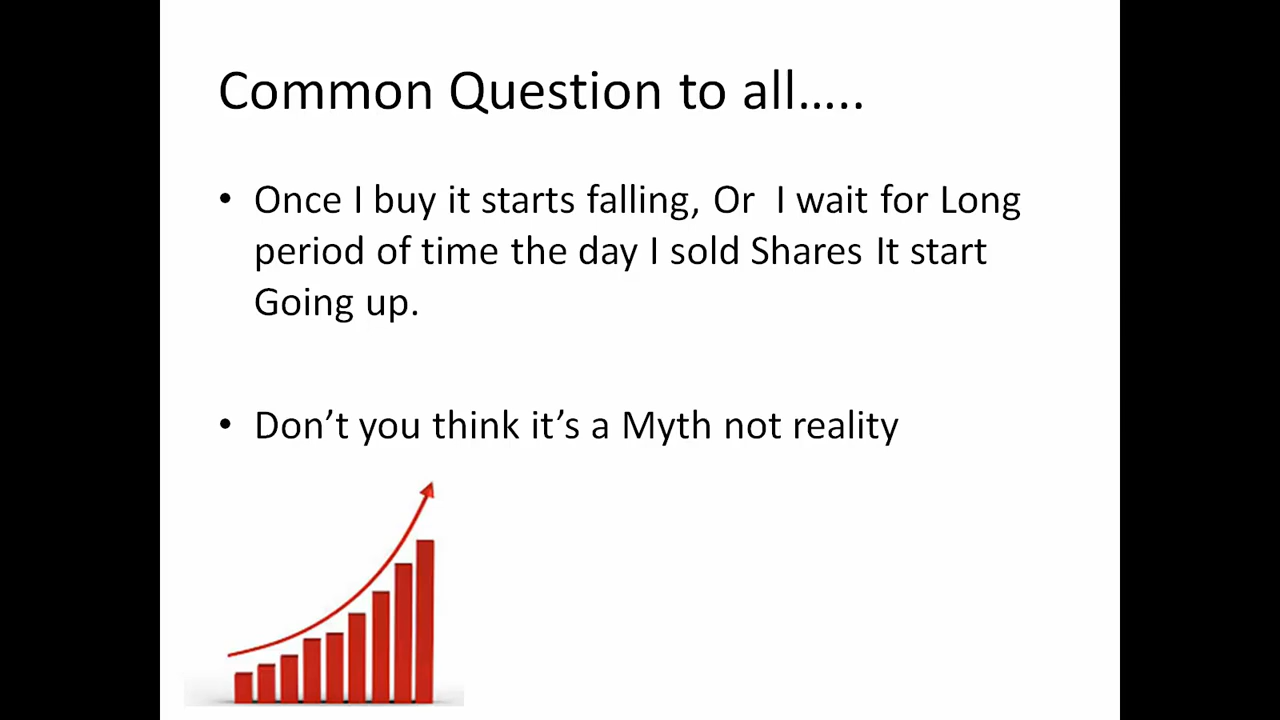 Common Question to all…..
• Once I buy it starts falling, Or  I wait for Long
period of time the day I sold Shares It start
Going up.
• Don’t you think it’s a Myth not reality